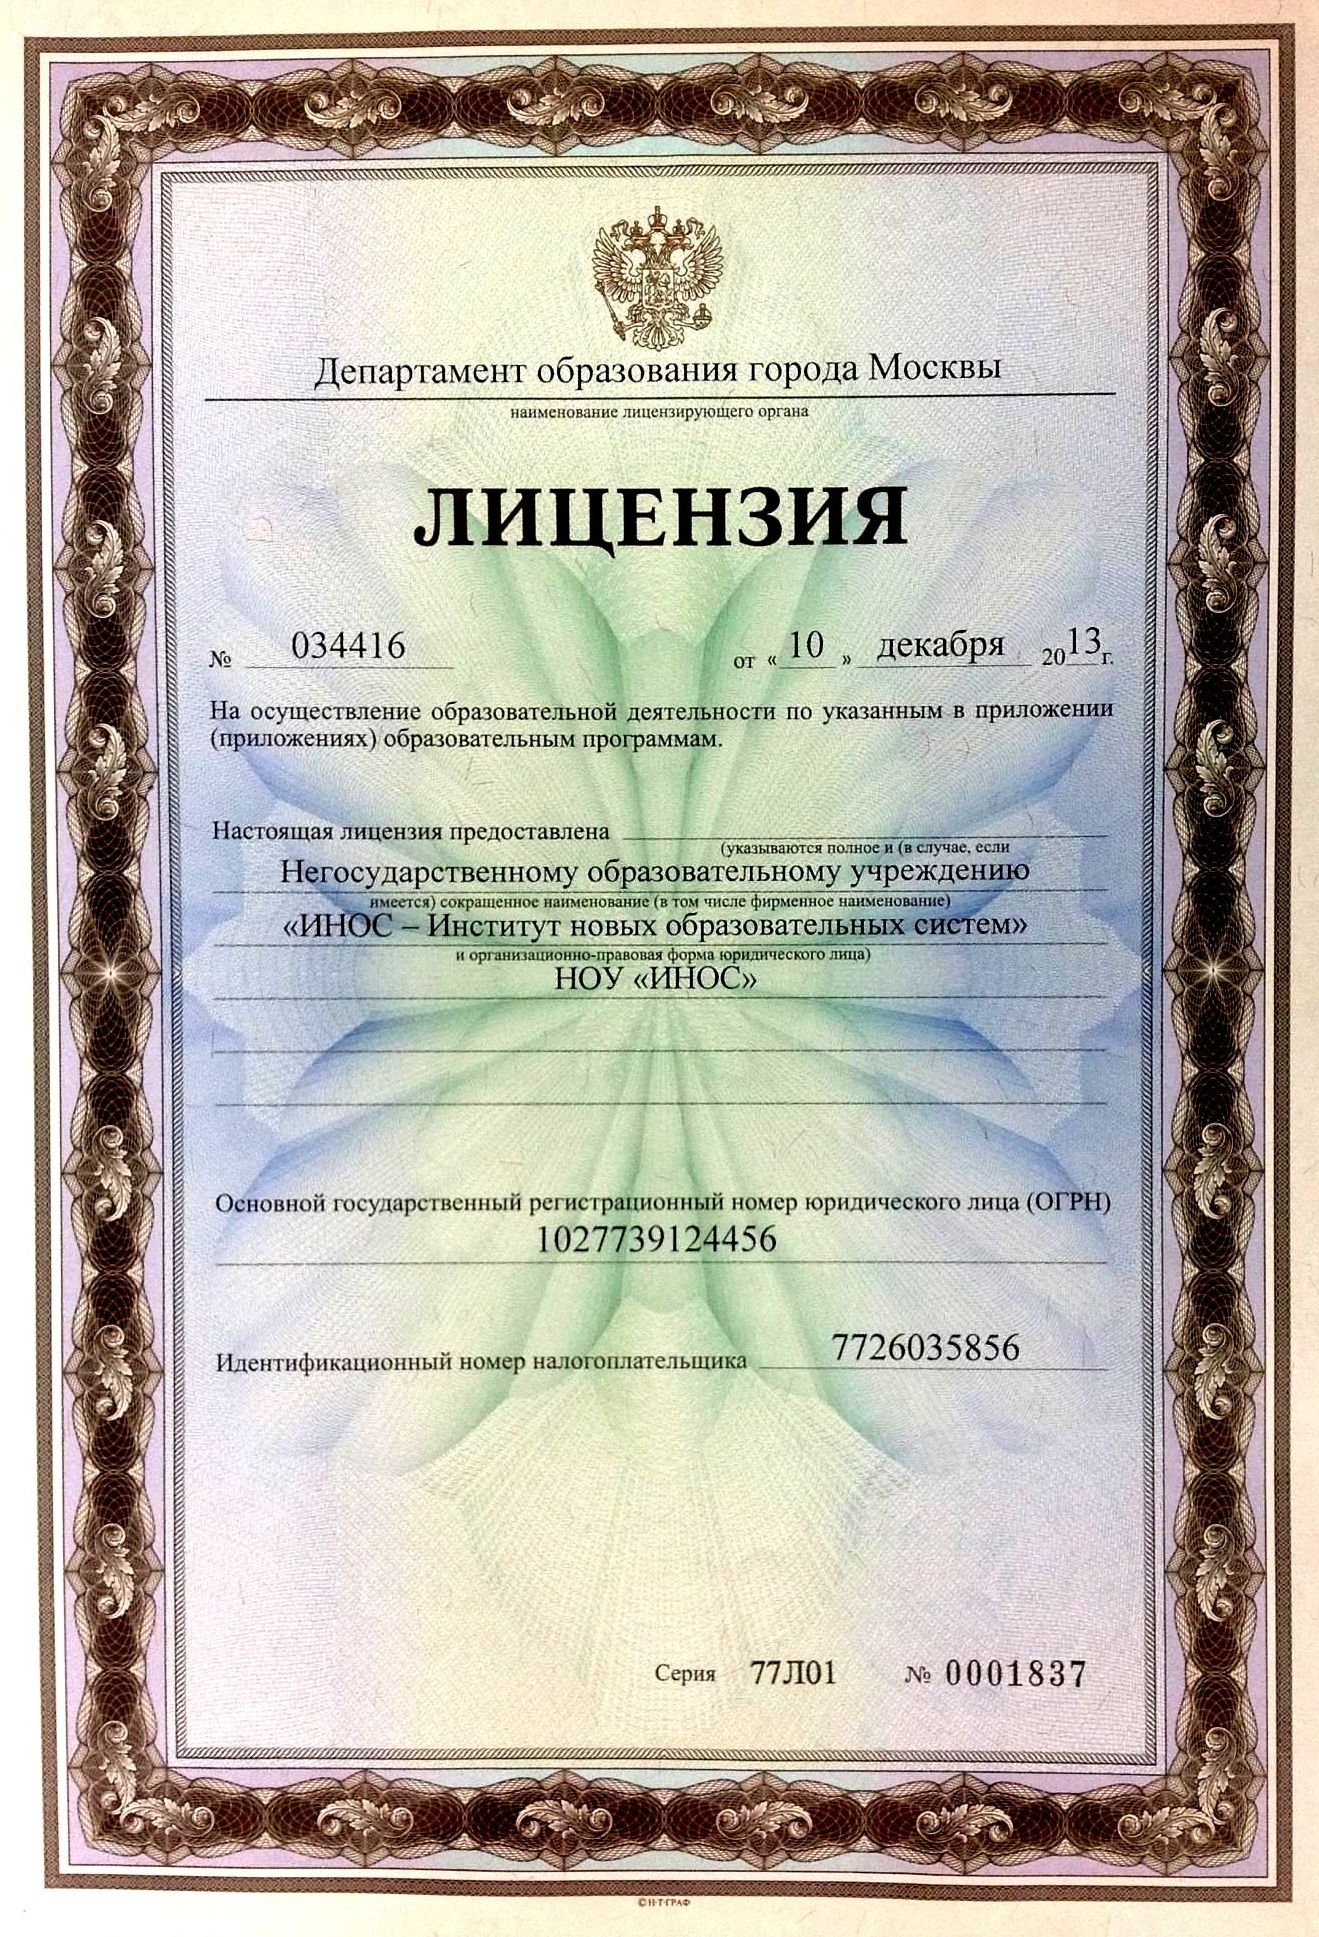 Департамент образования города Москвы
наименование лицензирующего органа
ЛИЦЕНЗИЯ
№ 034416 от « 10 » декабря 2013 г.
На осуществление образовательной деятельности по указанным в приложении
(приложениях) образовательным программам.
Настоящая лицензия предоставлена
(указываются полное и (в случае, если
Негосударственному образовательному учреждению
имеется) сокращенное наименование (в том числе фирменное наименование)
«ИНОС – Институт новых образовательных систем»
и организационно-правовая форма юридического лица)
НОУ «ИНОС»
Основной государственный регистрационный номер юридического лица (ОГРН)
1027739124456
Идентификационный номер налогоплательщика 7726035856
Серия 77Л01 № 0001837
© Н-Т-ГРАФ